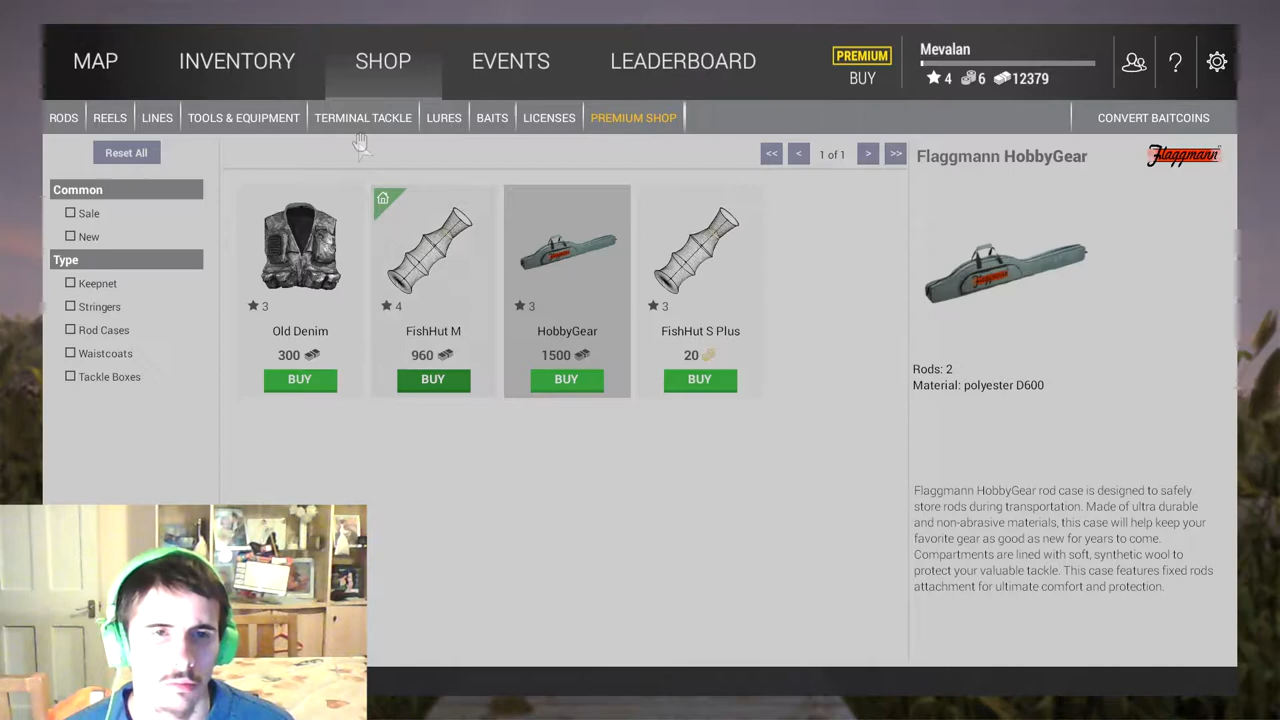 MAP INVENTORY SHOP EVENTS LEADERBOARD
PREMIUM
BUY
Mevalan
4 6 12379
RODS REELS LINES TOOLS & EQUIPMENT TERMINAL TACKLE LURES BAITS LICENSES PREMIUM SHOP CONVERT BAITCOINS
Reset All
<< < 1 of 1 > >>
Common
Sale
New
Type
Keepnet
Stringers
Rod Cases
Waistcoats
Tackle Boxes
3 4 3 3
Old Denim FishHut M HobbyGear FishHut S Plus
300 960 1500 20
BUY BUY BUY BUY
Flaggmann HobbyGear
Flaggmann
Flaggmann
Rods: 2
Material: polyester D600
Flaggmann HobbyGear rod case is designed to safely
store rods during transportation. Made of ultra durable
and non-abrasive materials, this case will help keep your
favorite gear as good as new for years to come.
Compartments are lined with soft, synthetic wool to
protect your valuable tackle. This case features fixed rods
attachment for ultimate comfort and protection.